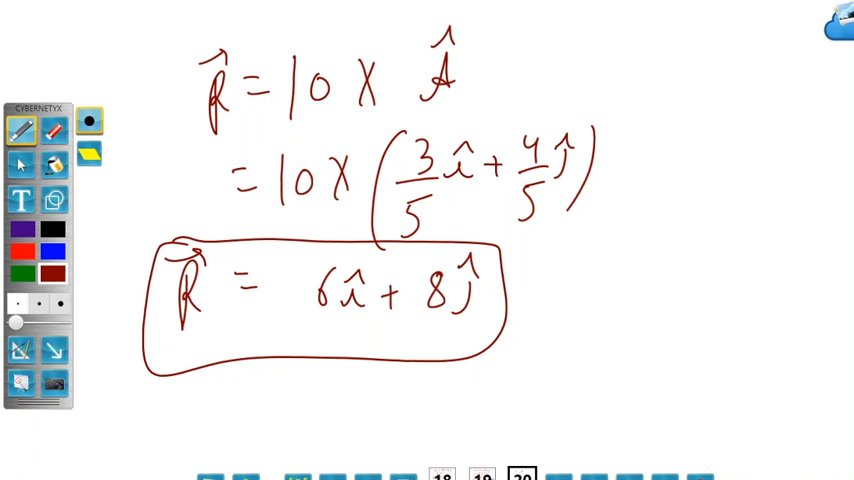 R⃗ = 10 X Â
= 10 X (3/5 î + 4/5 ĵ)
R⃗ = 6î + 8ĵ
CYBERNETYX
T
18 19 20